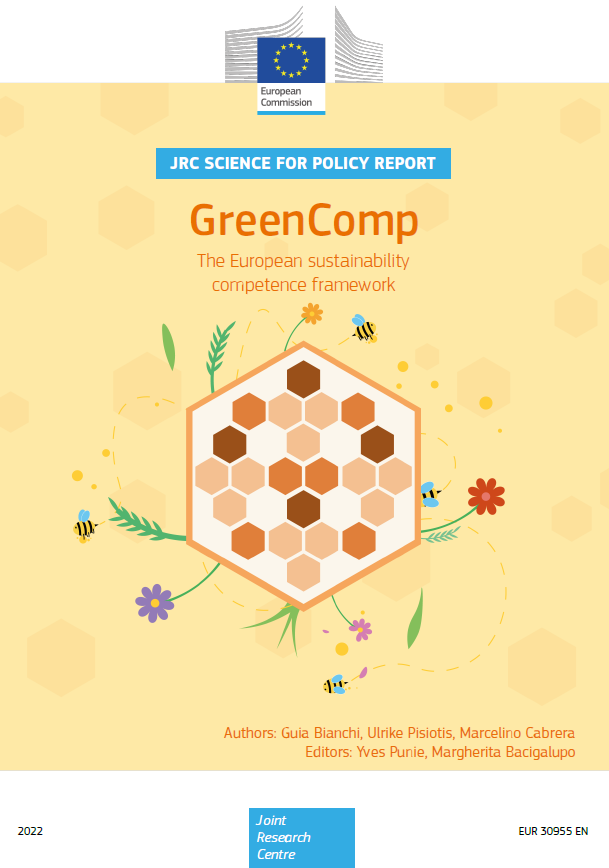 European
Commission
JRC SCIENCE FOR POLICY REPORT
GreenComp
The European sustainability
competence framework
Authors: Guia Bianchi, Ulrike Pisiotis, Marcelino Cabrera
Editors: Yves Punie, Margherita Bacigalupo
Joint
Research
Centre
2022
EUR 30955 EN